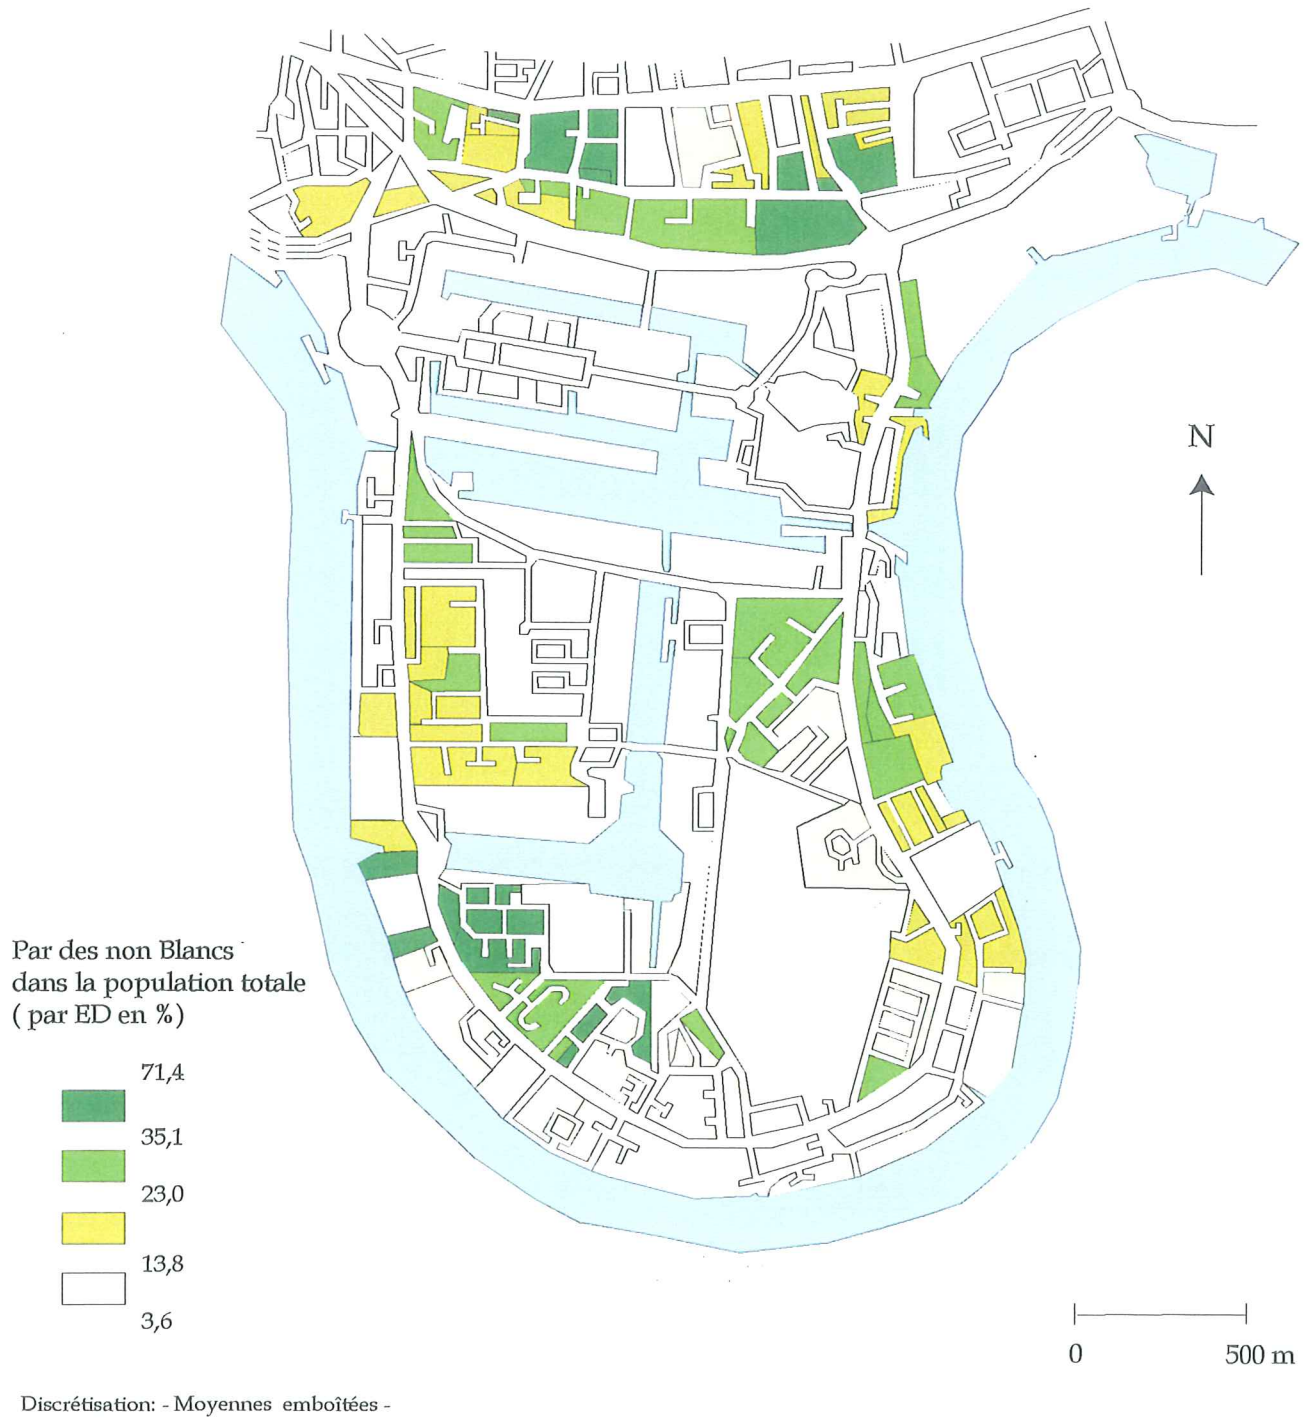 N
Par des non Blancs
dans la population totale
( par ED en %)
71,4
35,1
23,0
13,8
3,6
0 500 m
Discrétisation: - Moyennes emboîtées -